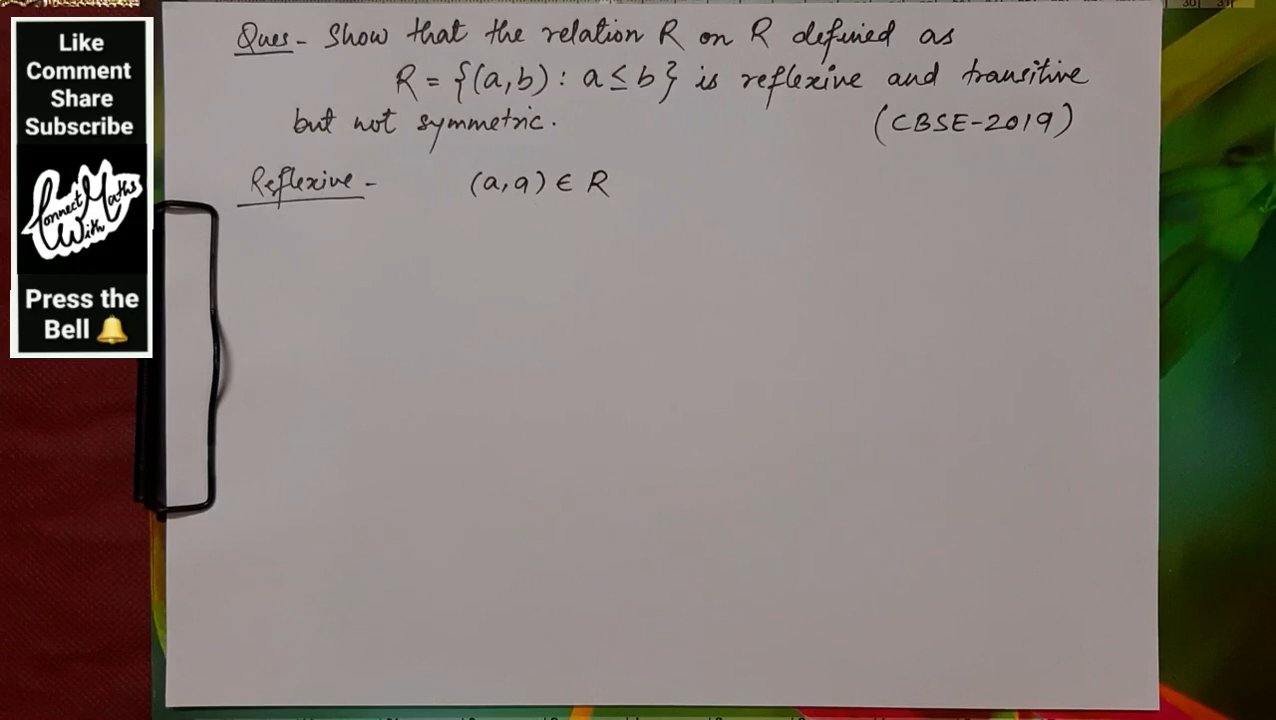 Like
Comment
Share
Subscribe
Connect Maths
With
Press the
Bell 🔔
Ques - Show that the relation R on R defined as
R = {(a,b) : a ≤ b} is reflexive and transitive
but not symmetric. (CBSE-2019)
Reflexive - (a,a) ∈ R